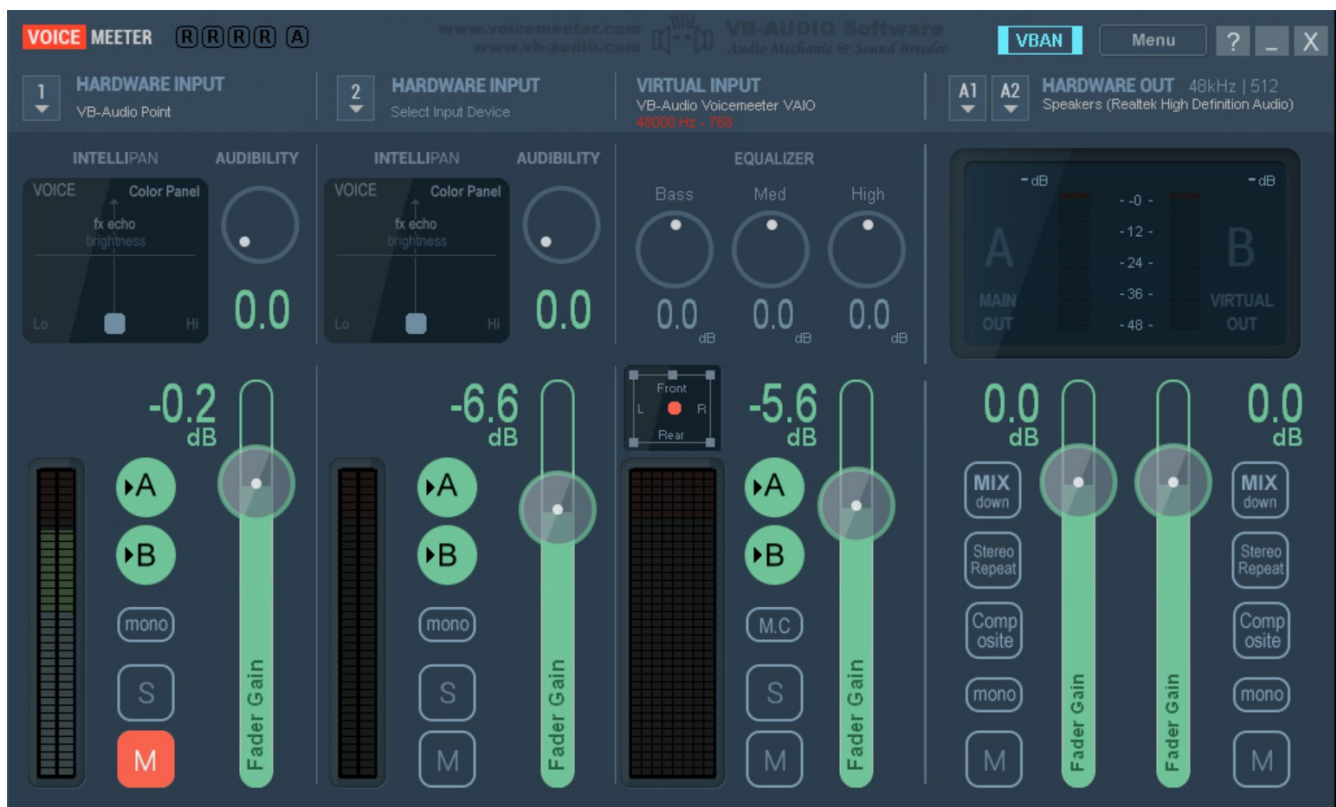 VOICE MEETER R R R R A
www.voicemeeter.com
www.vb-audio.com
VB-AUDIO Software
Audio Mechanic & Sound Breeder
VBAN Menu ? _ X
1 HARDWARE INPUT
VB-Audio Point
2 HARDWARE INPUT
Select Input Device
VIRTUAL INPUT
VB-Audio Voicemeeter VAIO
48000 Hz - 768
A1 A2 HARDWARE OUT 48kHz | 512
Speakers (Realtek High Definition Audio)
INTELLIPAN AUDIBILITY
VOICE Color Panel
fx echo
brightness
Lo Hi
0.0
INTELLIPAN AUDIBILITY
VOICE Color Panel
fx echo
brightness
Lo Hi
0.0
EQUALIZER
Bass Med High
0.0 0.0 0.0
dB dB dB
-dB -dB
- -0 -
-12 -
- 24 -
- 36 -
- 48 -
A
MAIN
OUT
B
VIRTUAL
OUT
-0.2
dB
A
B
mono
S
M
Fader Gain
-6.6
dB
A
B
mono
S
M
Fader Gain
Front
L R
Rear
-5.6
dB
A
B
M.C
S
M
Fader Gain
0.0
dB
MIX
down
Stereo
Repeat
Comp
osite
mono
M
Fader Gain
Fader Gain
0.0
dB
MIX
down
Stereo
Repeat
Comp
osite
mono
M